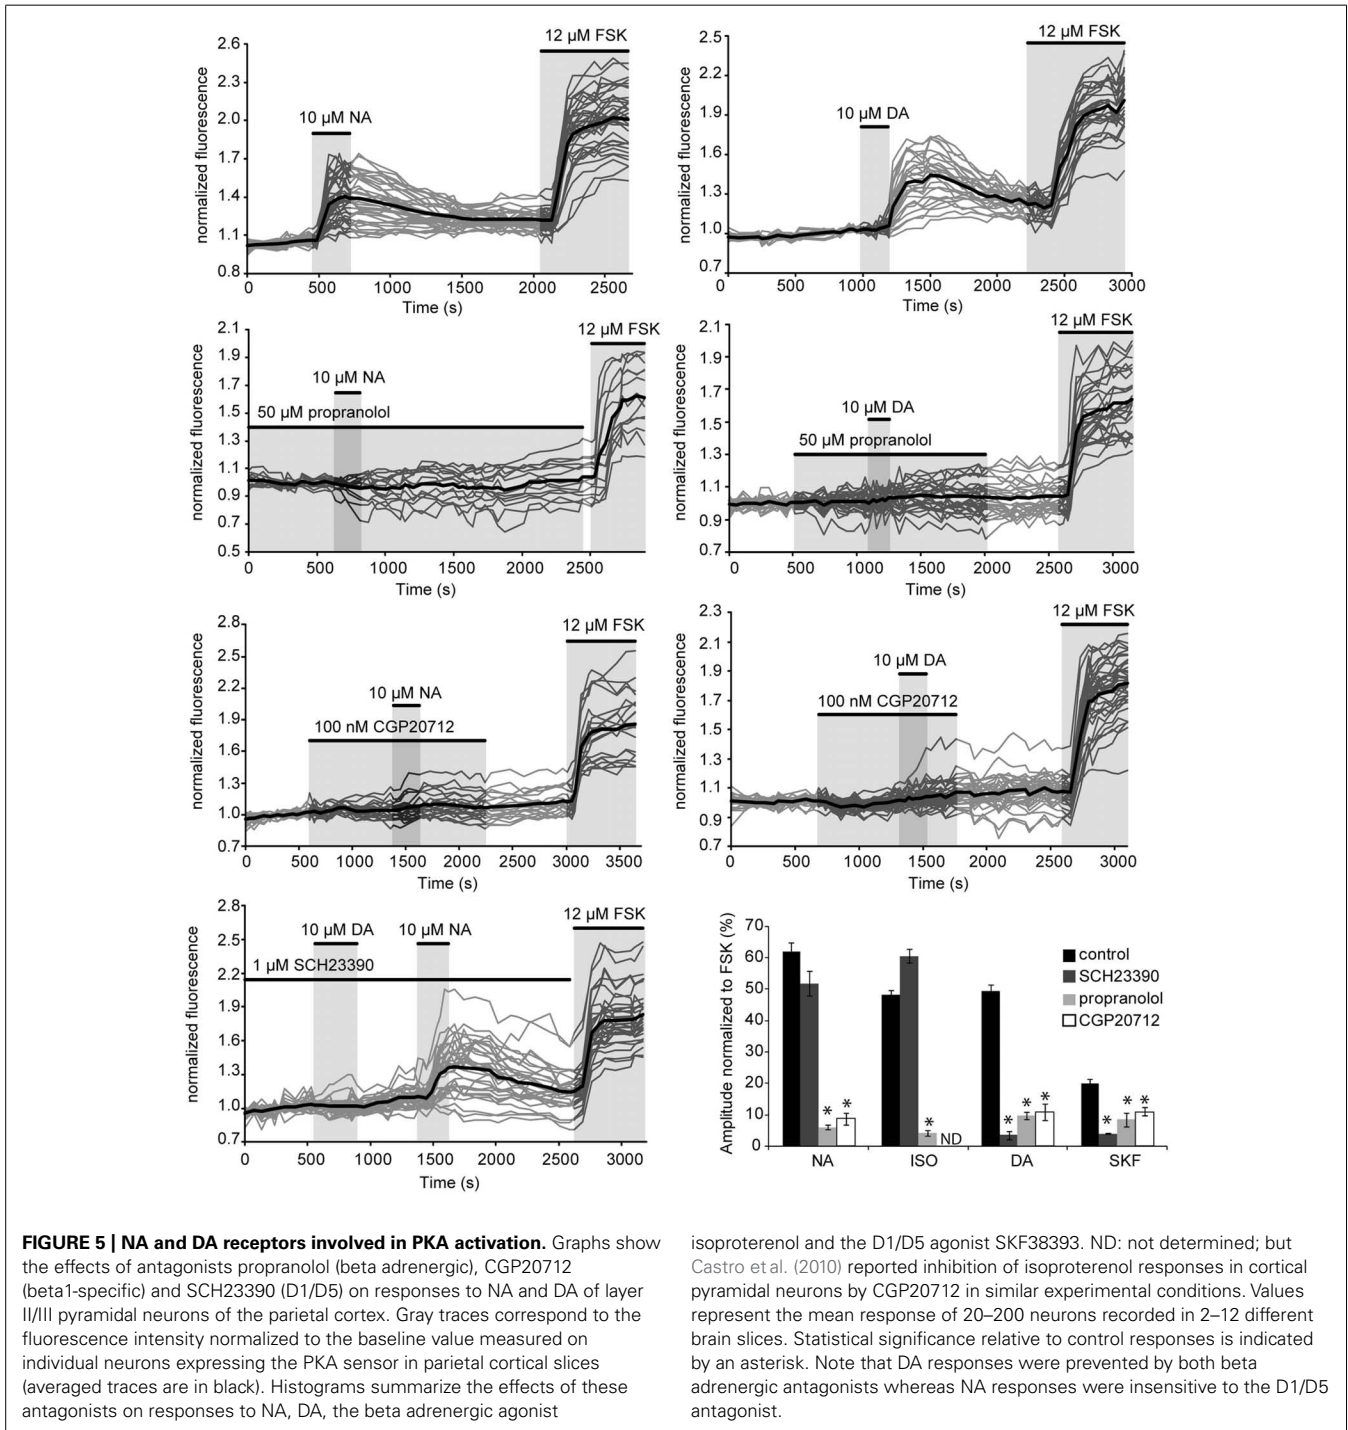 12 µM FSK
10 µM NA
normalized fluorescence
2.6
2.3
2.0
1.7
1.4
1.1
0.8
0 500 1000 1500 2000 2500
Time (s)
12 µM FSK
10 µM DA
normalized fluorescence
2.5
2.2
1.9
1.6
1.3
1.0
0.7
0 500 1000 1500 2000 2500 3000
Time (s)
12 µM FSK
10 µM NA
50 µM propranolol
normalized fluorescence
2.1
1.9
1.7
1.5
1.3
1.1
0.9
0.7
0.5
0 500 1000 1500 2000 2500
Time (s)
12 µM FSK
10 µM DA
50 µM propranolol
normalized fluorescence
2.1
1.9
1.7
1.5
1.3
1.1
0.9
0.7
0 500 1000 1500 2000 2500 3000
Time (s)
12 µM FSK
10 µM NA
100 nM CGP20712
normalized fluorescence
2.8
2.5
2.2
1.9
1.6
1.3
1.0
0.7
0 500 1000 1500 2000 2500 3000 3500
Time (s)
12 µM FSK
10 µM DA
100 nM CGP20712
normalized fluorescence
2.3
2.1
1.9
1.7
1.5
1.3
1.1
0.9
0.7
0 500 1000 1500 2000 2500 3000
Time (s)
12 µM FSK
10 µM DA 10 µM NA
1 µM SCH23390
normalized fluorescence
2.8
2.5
2.2
1.9
1.6
1.3
1.0
0.7
0 500 1000 1500 2000 2500 3000
Time (s)
Amplitude normalized to FSK (%)
70
60
50
40
30
20
10
0
control
SCH23390
propranolol
CGP20712
* * * ND * * * * * *
NA ISO DA SKF
FIGURE 5 | NA and DA receptors involved in PKA activation. Graphs show
the effects of antagonists propranolol (beta adrenergic), CGP20712
(beta1-specific) and SCH23390 (D1/D5) on responses to NA and DA of layer
II/III pyramidal neurons of the parietal cortex. Gray traces correspond to the
fluorescence intensity normalized to the baseline value measured on
individual neurons expressing the PKA sensor in parietal cortical slices
(averaged traces are in black). Histograms summarize the effects of these
antagonists on responses to NA, DA, the beta adrenergic agonist
isoproterenol and the D1/D5 agonist SKF38393. ND: not determined; but
Castro et al. (2010) reported inhibition of isoproterenol responses in cortical
pyramidal neurons by CGP20712 in similar experimental conditions. Values
represent the mean response of 20–200 neurons recorded in 2–12 different
brain slices. Statistical significance relative to control responses is indicated
by an asterisk. Note that DA responses were prevented by both beta
adrenergic antagonists whereas NA responses were insensitive to the D1/D5
antagonist.